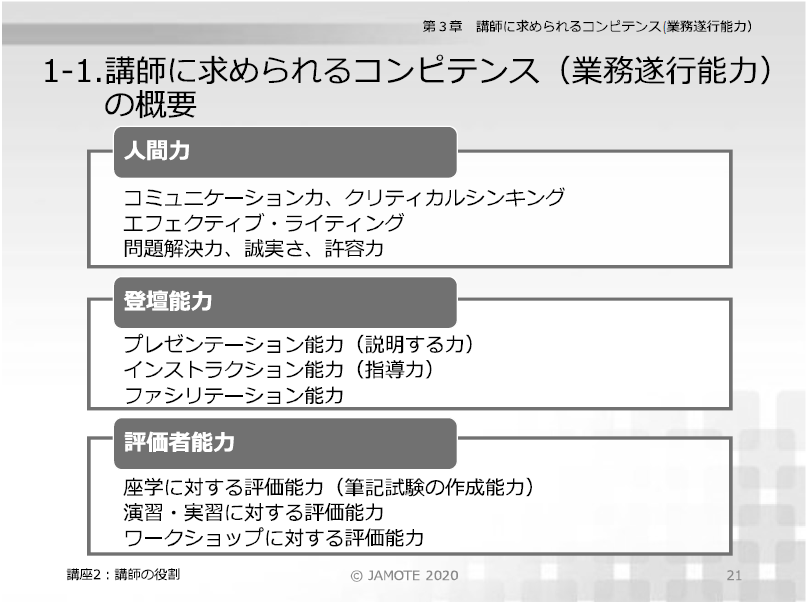 第３章　講師に求められるコンピテンス(業務遂行能力）
1-1.講師に求められるコンピテンス（業務遂行能力）
の概要
人間力
コミュニケーション力、クリティカルシンキング
エフェクティブ・ライティング
問題解決力、誠実さ、許容力
登壇能力
プレゼンテーション能力（説明する力）
インストラクション能力（指導力）
ファシリテーション能力
評価者能力
座学に対する評価能力（筆記試験の作成能力）
演習・実習に対する評価能力
ワークショップに対する評価能力
講座2：講師の役割
© JAMOTE 2020
21